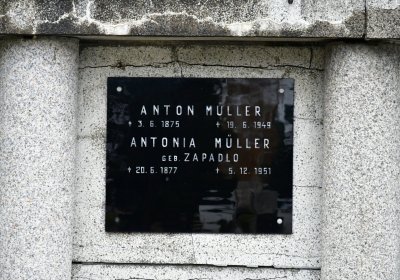 ANTON MÜLLER
+ 3. 6. 1875 + 19. 6. 1949
ANTONIA MÜLLER
GEB. ZAPADLO
+ 20. 6. 1877 + 5. 12. 1951